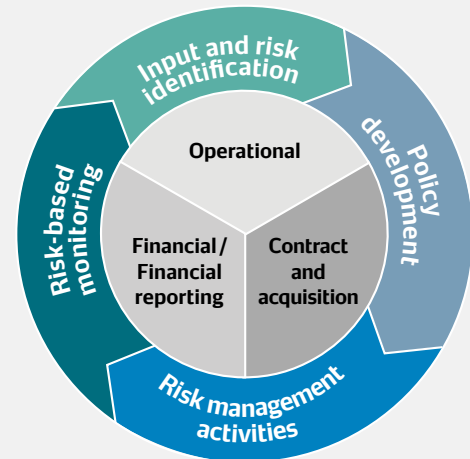 Input and risk
identification
Policy
development
Risk management
activities
Risk-based
monitoring
Operational
Financial/
Financial
reporting
Contract
and
acquisition